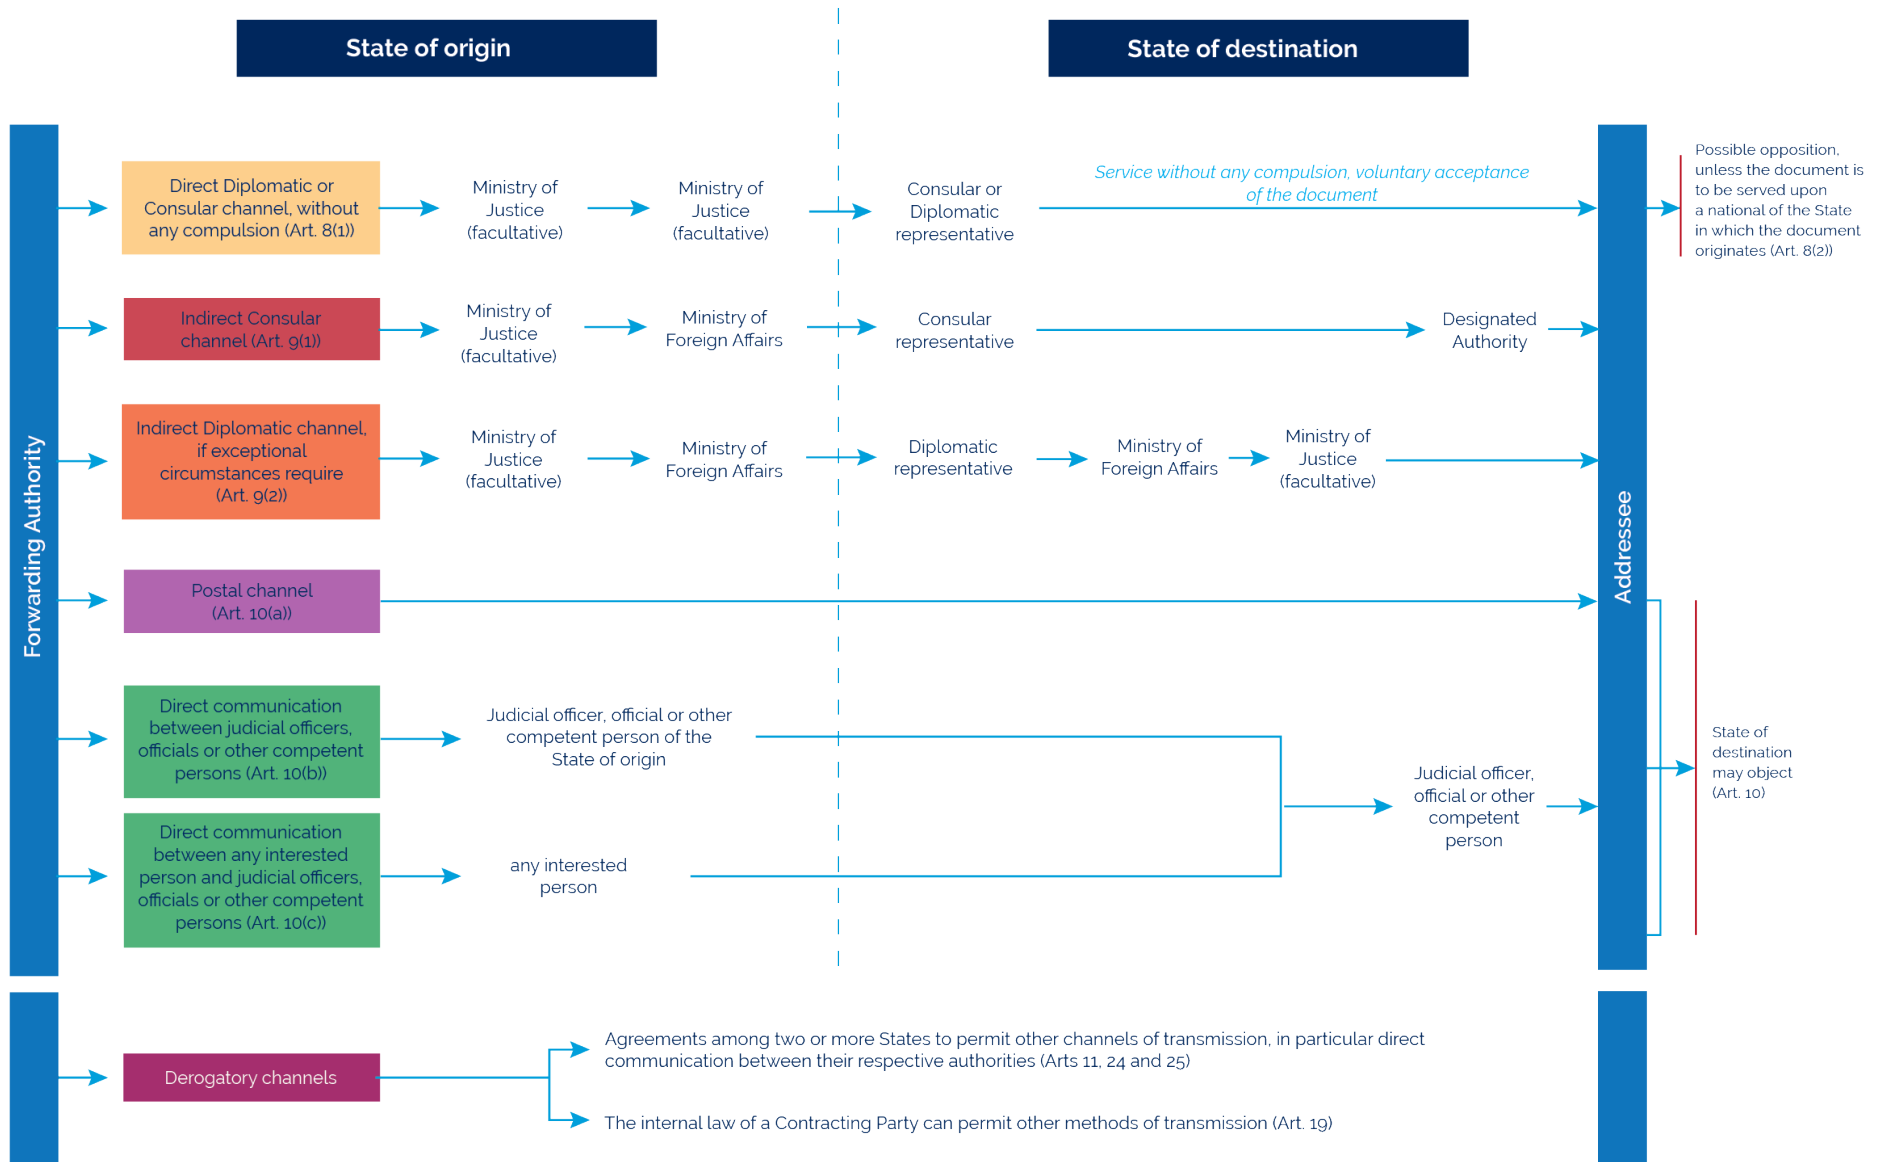 State of origin
State of destination
Forwarding Authority
Direct Diplomatic or
Consular channel, without
any compulsion (Art. 8(1))
Ministry of
Justice
(facultative)
Ministry of
Justice
(facultative)
Consular or
Diplomatic
representative
Service without any compulsion, voluntary acceptance
of the document
Addressee
Possible opposition,
unless the document is
to be served upon
a national of the State
in which the document
originates (Art. 8(2))
Indirect Consular
channel (Art. 9(1))
Ministry of
Justice
(facultative)
Ministry of
Foreign Affairs
Consular
representative
Designated
Authority
Indirect Diplomatic channel,
if exceptional
circumstances require
(Art. 9(2))
Ministry of
Justice
(facultative)
Ministry of
Foreign Affairs
Diplomatic
representative
Ministry of
Foreign Affairs
Ministry of
Justice
(facultative)
Postal channel
(Art. 10(a))
Direct communication
between judicial officers,
officials or other competent
persons (Art. 10(b))
Judicial officer, official or other
competent person of the
State of origin
Judicial officer,
official or other
competent
person
State of
destination
may object
(Art. 10)
Direct communication
between any interested
person and judicial officers,
officials or other competent
persons (Art. 10(c))
any interested
person
Derogatory channels
Agreements among two or more States to permit other channels of transmission, in particular direct
communication between their respective authorities (Arts 11, 24 and 25)
The internal law of a Contracting Party can permit other methods of transmission (Art. 19)